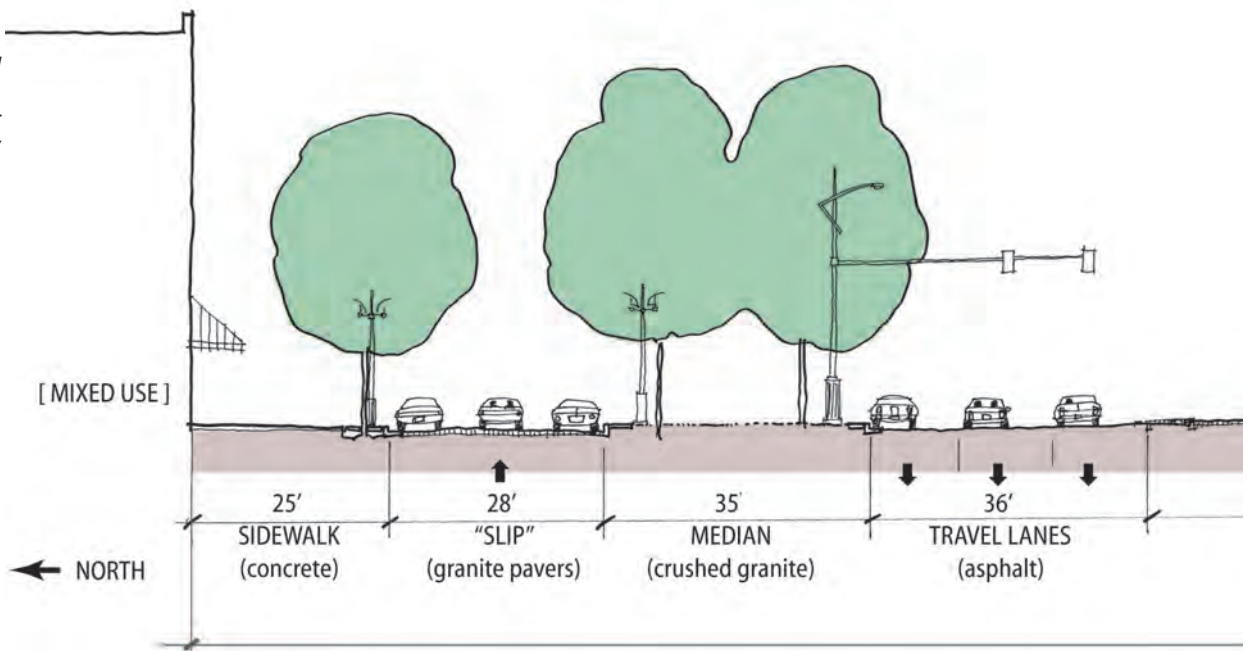 [ MIXED USE ]
25' 28' 35' 36'
SIDEWALK "SLIP" MEDIAN TRAVEL LANES
(concrete) (granite pavers) (crushed granite) (asphalt)
NORTH